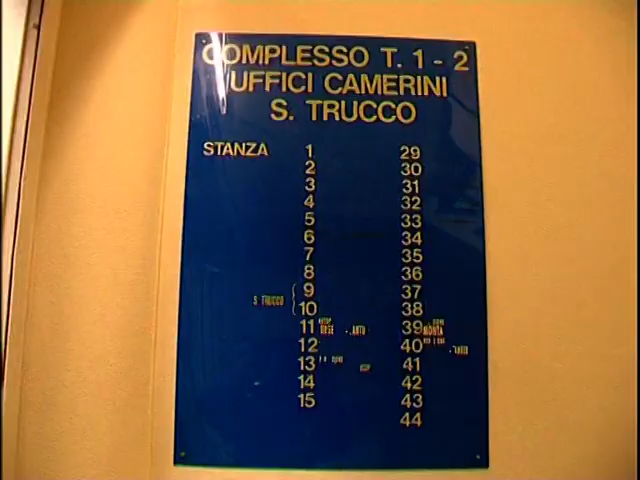 COMPLESSO T. 1 - 2
UFFICI CAMERINI
S. TRUCCO
STANZA 1 29
2 30
3 31
4 32
5 33
6 34
7 35
8 36
S. TRUCCO 9 37
10 38
11 39 MONTA
12 40
13 41
14 42
15 43
44